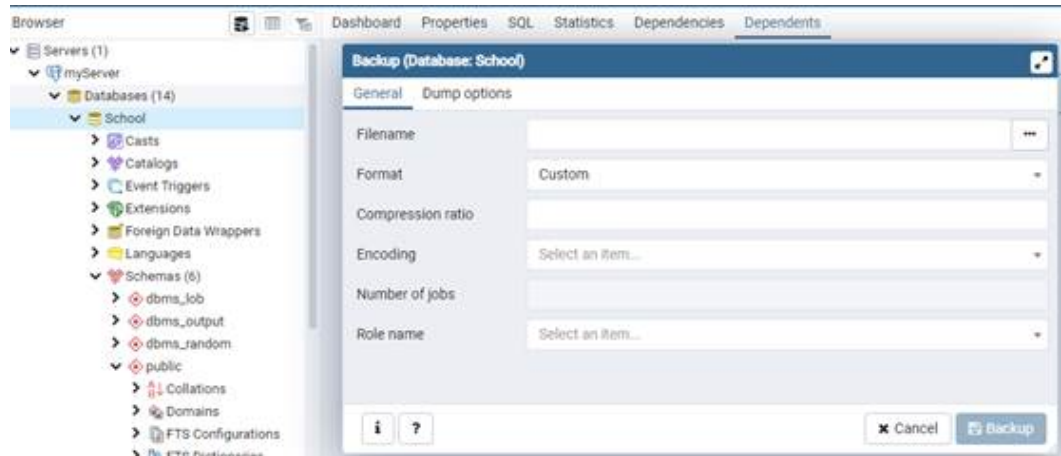 Browser
Dashboard Properties SQL Statistics Dependencies Dependents
Servers (1)
myServer
Databases (14)
School
Casts
Catalogs
Event Triggers
Extensions
Foreign Data Wrappers
Languages
Schemas (6)
dbms_lob
dbms_output
dbms_random
public
Collations
Domains
FTS Configurations
FTS Dictionaries
Backup (Database: School)
General Dump options
Filename
Format Custom
Compression ratio
Encoding Select an item...
Number of jobs
Role name Select an item...
i ? Cancel Backup